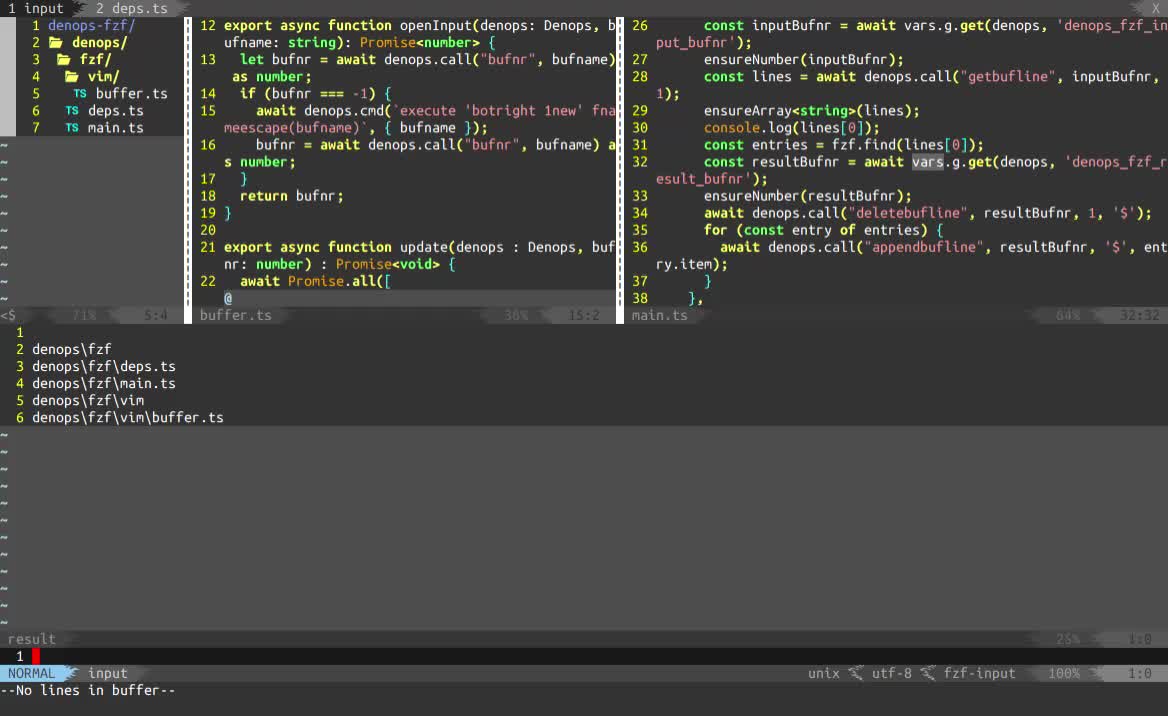 1 input 2 deps.ts X
denops-fzf/
1
2 denops/
3 fzf/
4 vim/
5 TS buffer.ts
6 TS deps.ts
7 TS main.ts
~
~
~
~
~
~
~
~
~
~
<$ 71% 5:4
12 export async function openInput(denops: Denops, b
ufname: string): Promise<number> {
13 let bufnr = await denops.call("bufnr", bufname)
as number;
14 if (bufnr === -1) {
15 await denops.cmd(`execute 'botright 1new' fna
meescape(bufname)`, { bufname });
16 bufnr = await denops.call("bufnr", bufname) a
s number;
17 }
18 return bufnr;
19 }
20
21 export async function update(denops : Denops, buf
nr: number) : Promise<void> {
22 await Promise.all([
@
buffer.ts 36% 15:2
26 const inputBufnr = await vars.g.get(denops, 'denops_fzf_in
put_bufnr');
27 ensureNumber(inputBufnr);
28 const lines = await denops.call("getbufline", inputBufnr,
1);
29 ensureArray<string>(lines);
30 console.log(lines[0]);
31 const entries = fzf.find(lines[0]);
32 const resultBufnr = await vars.g.get(denops, 'denops_fzf_r
esult_bufnr');
33 ensureNumber(resultBufnr);
34 await denops.call("deletebufline", resultBufnr, 1, '$');
35 for (const entry of entries) {
36 await denops.call("appendbufline", resultBufnr, '$', ent
ry.item);
37 }
38 },
main.ts 64% 32:32
1
2 denops\fzf
3 denops\fzf\deps.ts
4 denops\fzf\main.ts
5 denops\fzf\vim
6 denops\fzf\vim\buffer.ts
~
~
~
~
~
~
~
~
~
~
~
~
result 25% 1:0
1
NORMAL input unix utf-8 fzf-input 100% 1:0
--No lines in buffer--